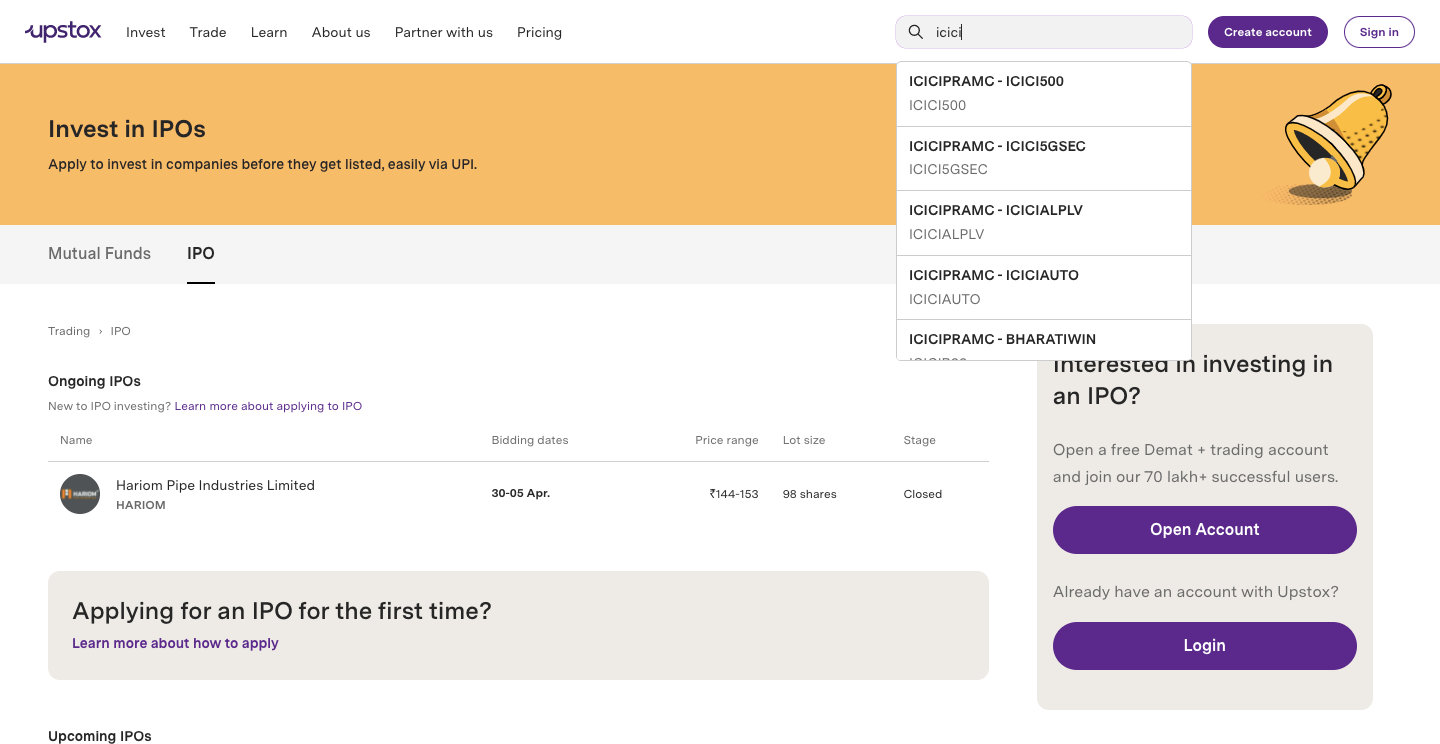 upstox
Invest
Trade
Learn
About us
Partner with us
Pricing
icici
Create account
Sign in
ICICIPRAMC - ICICI500
ICICI500
ICICIPRAMC - ICICI5GSEC
ICICI5GSEC
ICICIPRAMC - ICICIALPLV
ICICIALPLV
ICICIPRAMC - ICICIAUTO
ICICIAUTO
ICICIPRAMC - BHARATIWIN
Invest in IPOs
Apply to invest in companies before they get listed, easily via UPI.
Mutual Funds
IPO
Trading › IPO
Ongoing IPOs
New to IPO investing? Learn more about applying to IPO
Name Bidding dates Price range Lot size Stage
HARIOM
Hariom Pipe Industries Limited
HARIOM
30-05 Apr. ₹144-153 98 shares Closed
Applying for an IPO for the first time?
Learn more about how to apply
Upcoming IPOs
Interested in investing in
an IPO?
Open a free Demat + trading account
and join our 70 lakh+ successful users.
Open Account
Already have an account with Upstox?
Login